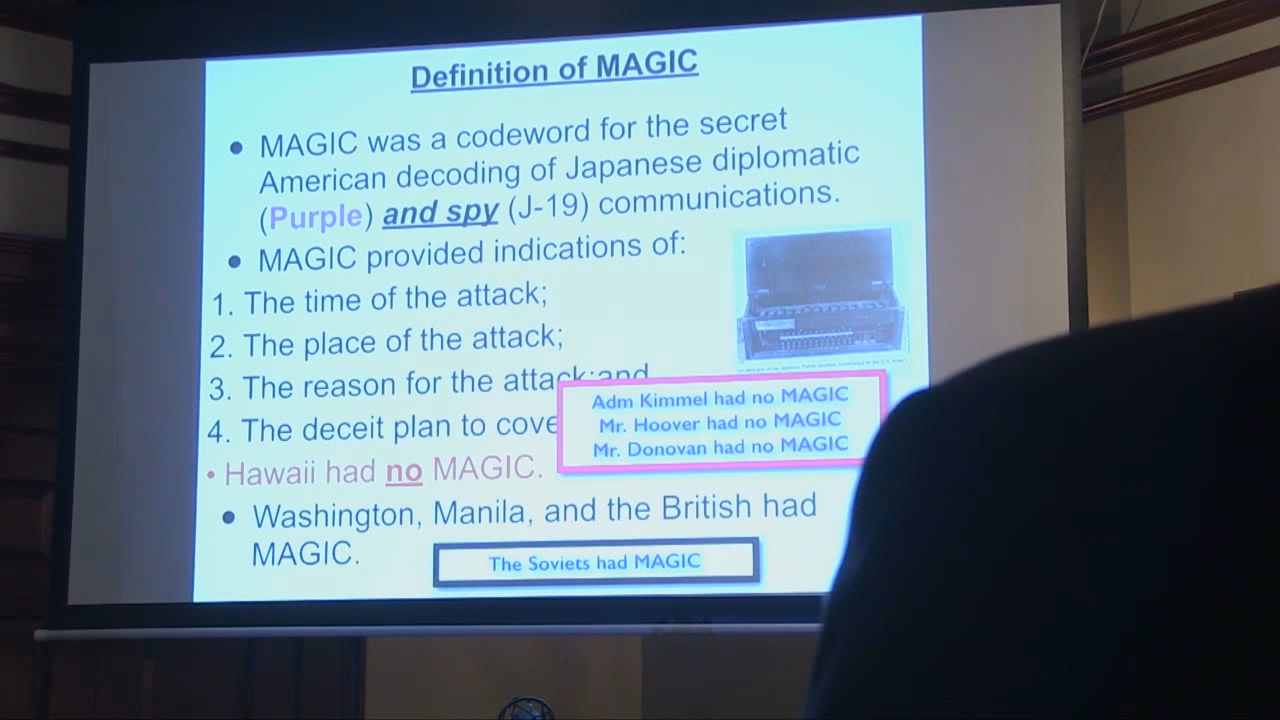 Definition of MAGIC
• MAGIC was a codeword for the secret
American decoding of Japanese diplomatic
(Purple) and spy (J-19) communications.
• MAGIC provided indications of:
1. The time of the attack;
2. The place of the attack;
3. The reason for the attack; and
4. The deceit plan to cove
Adm Kimmel had no MAGIC
Mr. Hoover had no MAGIC
Mr. Donovan had no MAGIC
• Hawaii had no MAGIC.
• Washington, Manila, and the British had
MAGIC.
The Soviets had MAGIC